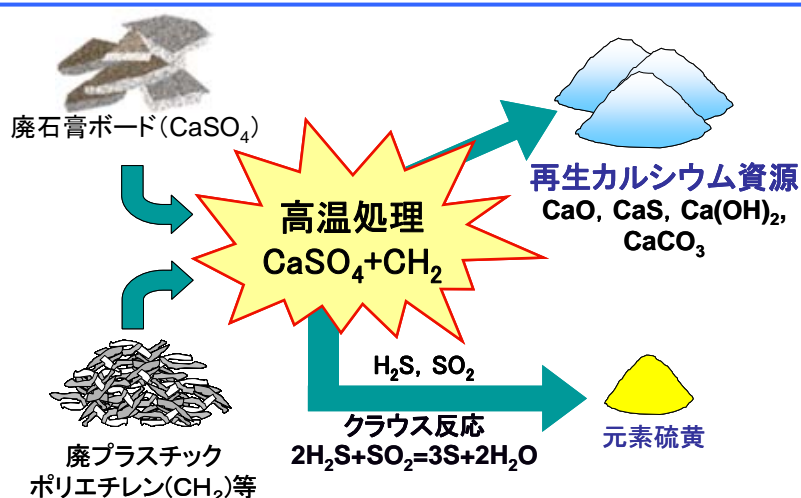 廃石膏ボード(CaSO₄)
高温処理
CaSO₄+CH₂
再生カルシウム資源
CaO, CaS, Ca(OH)₂,
CaCO₃
H₂S, SO₂
クラウス反応
2H₂S+SO₂=3S+2H₂O
元素硫黄
廃プラスチック
ポリエチレン(CH₂)等